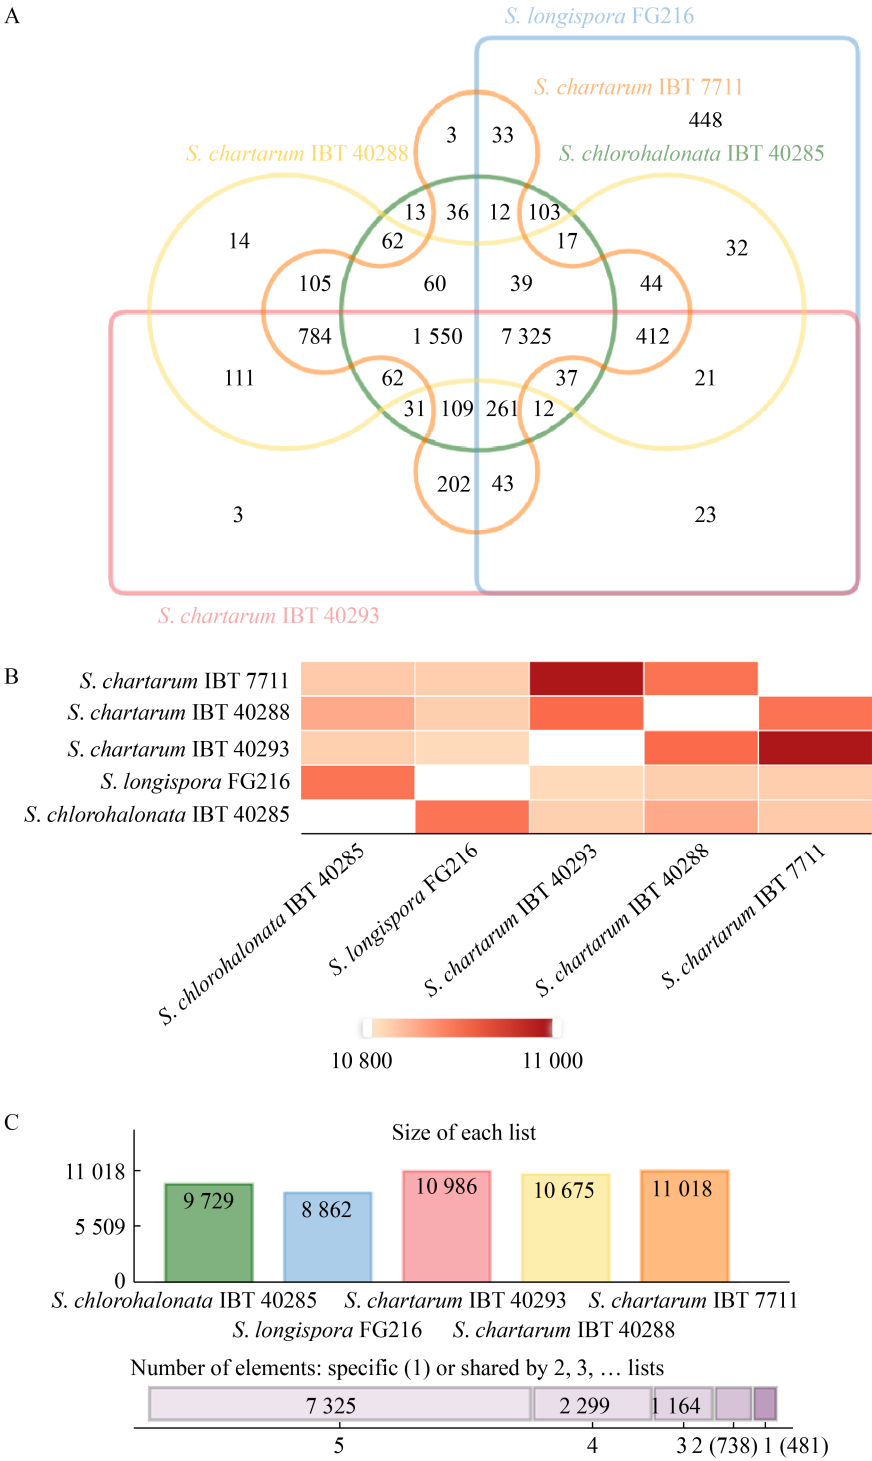 A
S. longispora FG216
S. chartarum IBT 7711
448
3 33
S. chartarum IBT 40288
S. chlorohalonata IBT 40285
13 36 12 103
14 62 17 32
105 60 39 44
784 1 550 7 325 412
111 62 37 21
31 109 261 12
202 43
3 23
S. chartarum IBT 40293
B
S. chartarum IBT 7711
S. chartarum IBT 40288
S. chartarum IBT 40293
S. longispora FG216
S. chlorohalonata IBT 40285
S. chlorohalonata IBT 40285
S. longispora FG216
S. chartarum IBT 40293
S. chartarum IBT 40288
S. chartarum IBT 7711
10 800 11 000
C
Size of each list
11 018
5 509
0
9 729 8 862 10 986 10 675 11 018
S. chlorohalonata IBT 40285 S. chartarum IBT 40293 S. chartarum IBT 7711
S. longispora FG216 S. chartarum IBT 40288
Number of elements: specific (1) or shared by 2, 3, … lists
7 325 2 299 1 164
5 4 3 2 (738) 1 (481)